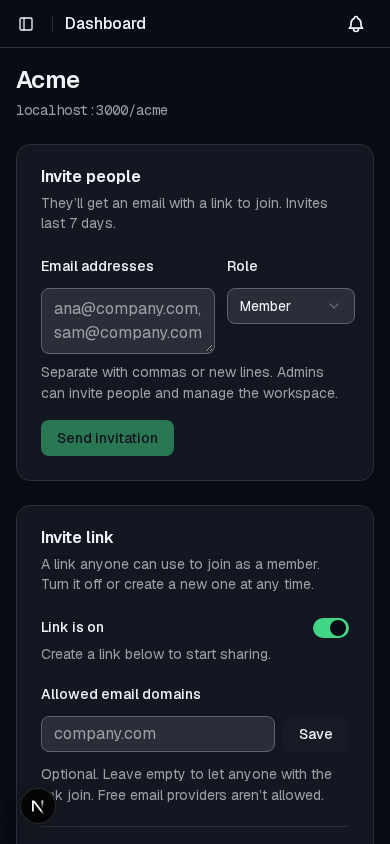 Dashboard
Acme
localhost:3000/acme
Invite people
They'll get an email with a link to join. Invites
last 7 days.
Email addresses
Role
ana@company.com,
sam@company.com
Member
Separate with commas or new lines. Admins
can invite people and manage the workspace.
Send invitation
Invite link
A link anyone can use to join as a member.
Turn it off or create a new one at any time.
Link is on
Create a link below to start sharing.
Allowed email domains
company.com
Save
Optional. Leave empty to let anyone with the
join. Free email providers aren't allowed.
N